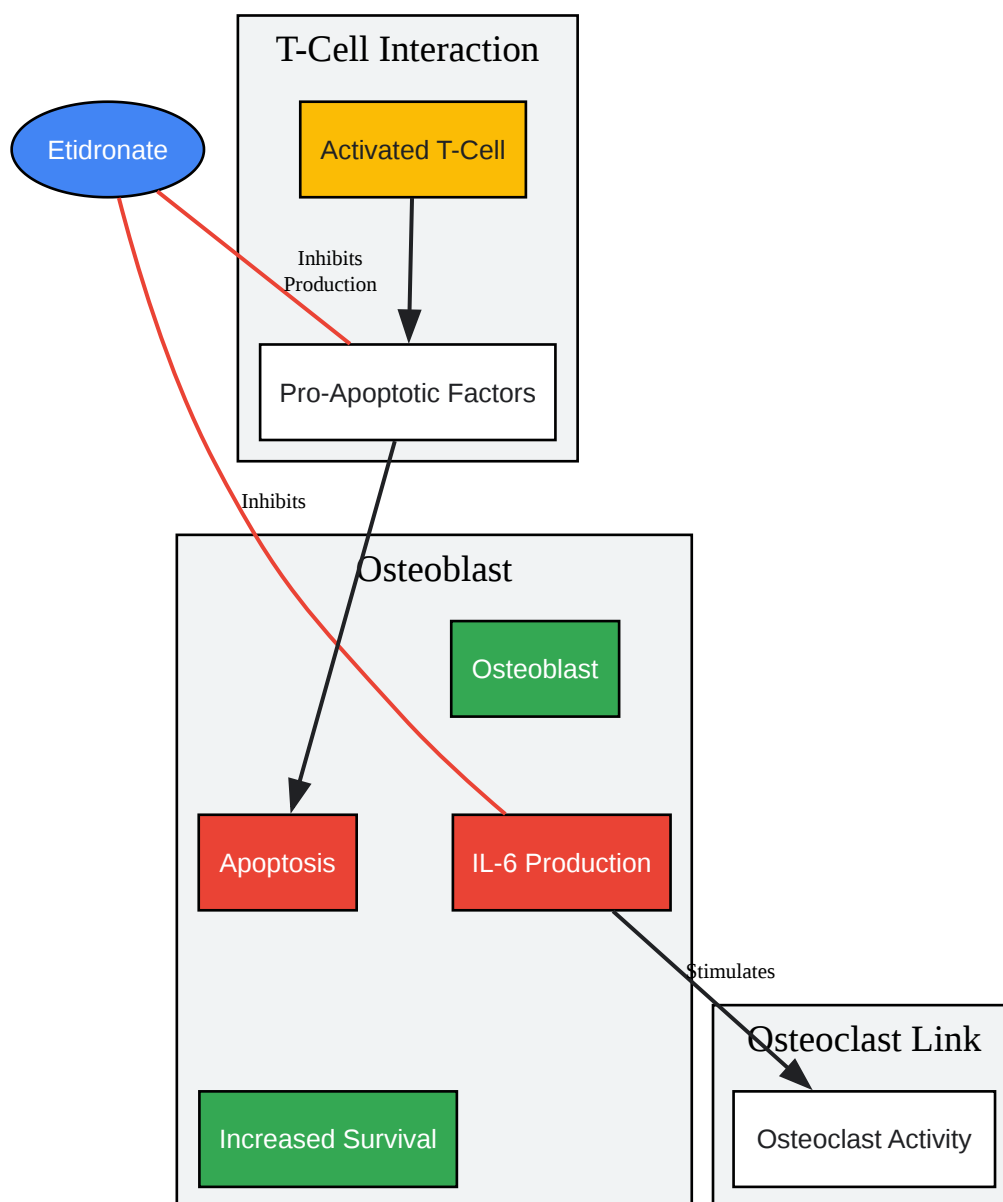 T-Cell Interaction
Etidronate
Activated T-Cell
Inhibits
Production
Pro-Apoptotic Factors
Inhibits
Osteoblast
Osteoblast
Apoptosis
IL-6 Production
Stimulates
Osteoclast Link
Increased Survival
Osteoclast Activity